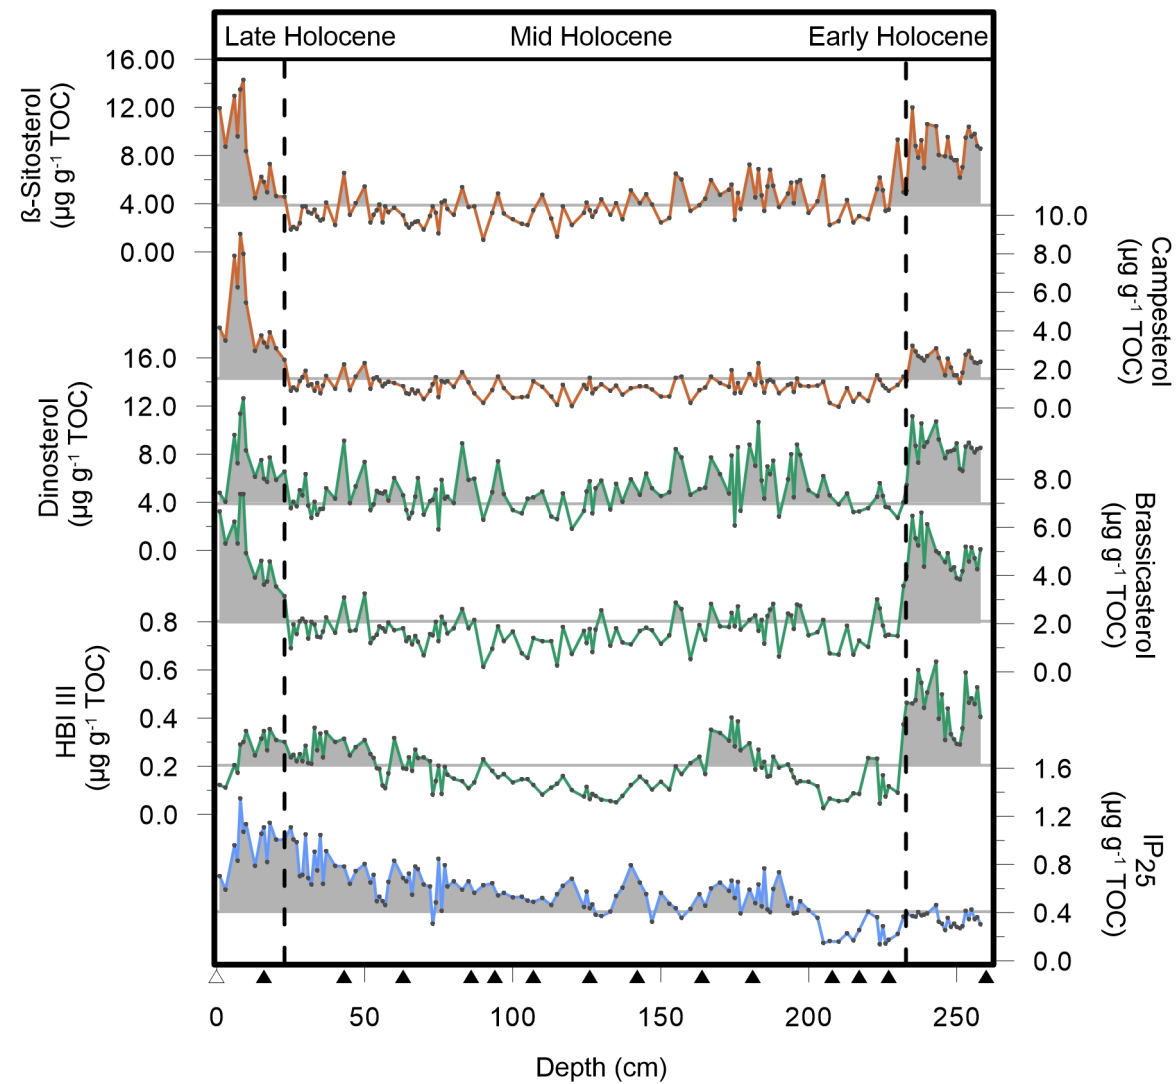 Late Holocene
Mid Holocene
Early Holocene
ß-Sitosterol
(µg g-1 TOC)
16.00
12.00
8.00
4.00
0.00
Campesterol
(µg g-1 TOC)
10.0
8.0
6.0
4.0
2.0
0.0
Dinosterol
(µg g-1 TOC)
16.0
12.0
8.0
4.0
0.0
Brassicasterol
(µg g-1 TOC)
8.0
6.0
4.0
2.0
0.0
HBI III
(µg g-1 TOC)
0.8
0.6
0.4
0.2
0.0
IP25
(µg g-1 TOC)
1.6
1.2
0.8
0.4
0.0
0
50
100
150
200
250
Depth (cm)